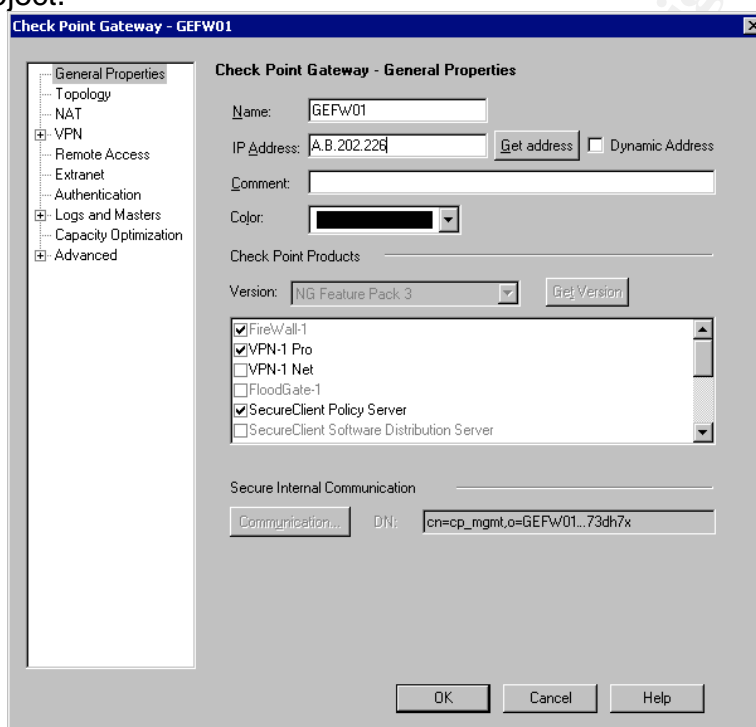 ject.
Check Point Gateway - GEFW01
General Properties
Topology
NAT
VPN
Remote Access
Extranet
Authentication
Logs and Masters
Capacity Optimization
Advanced
Check Point Gateway - General Properties
Name: GEFW01
IP Address: A.B.202.226 Get address Dynamic Address
Comment:
Color:
Check Point Products
Version: NG Feature Pack 3 Get Version
FireWall-1
VPN-1 Pro
VPN-1 Net
FloodGate-1
SecureClient Policy Server
SecureClient Software Distribution Server
Secure Internal Communication
Communication... DN: cn=cp_mgmt,o=GEFW01...73dh7x
OK Cancel Help